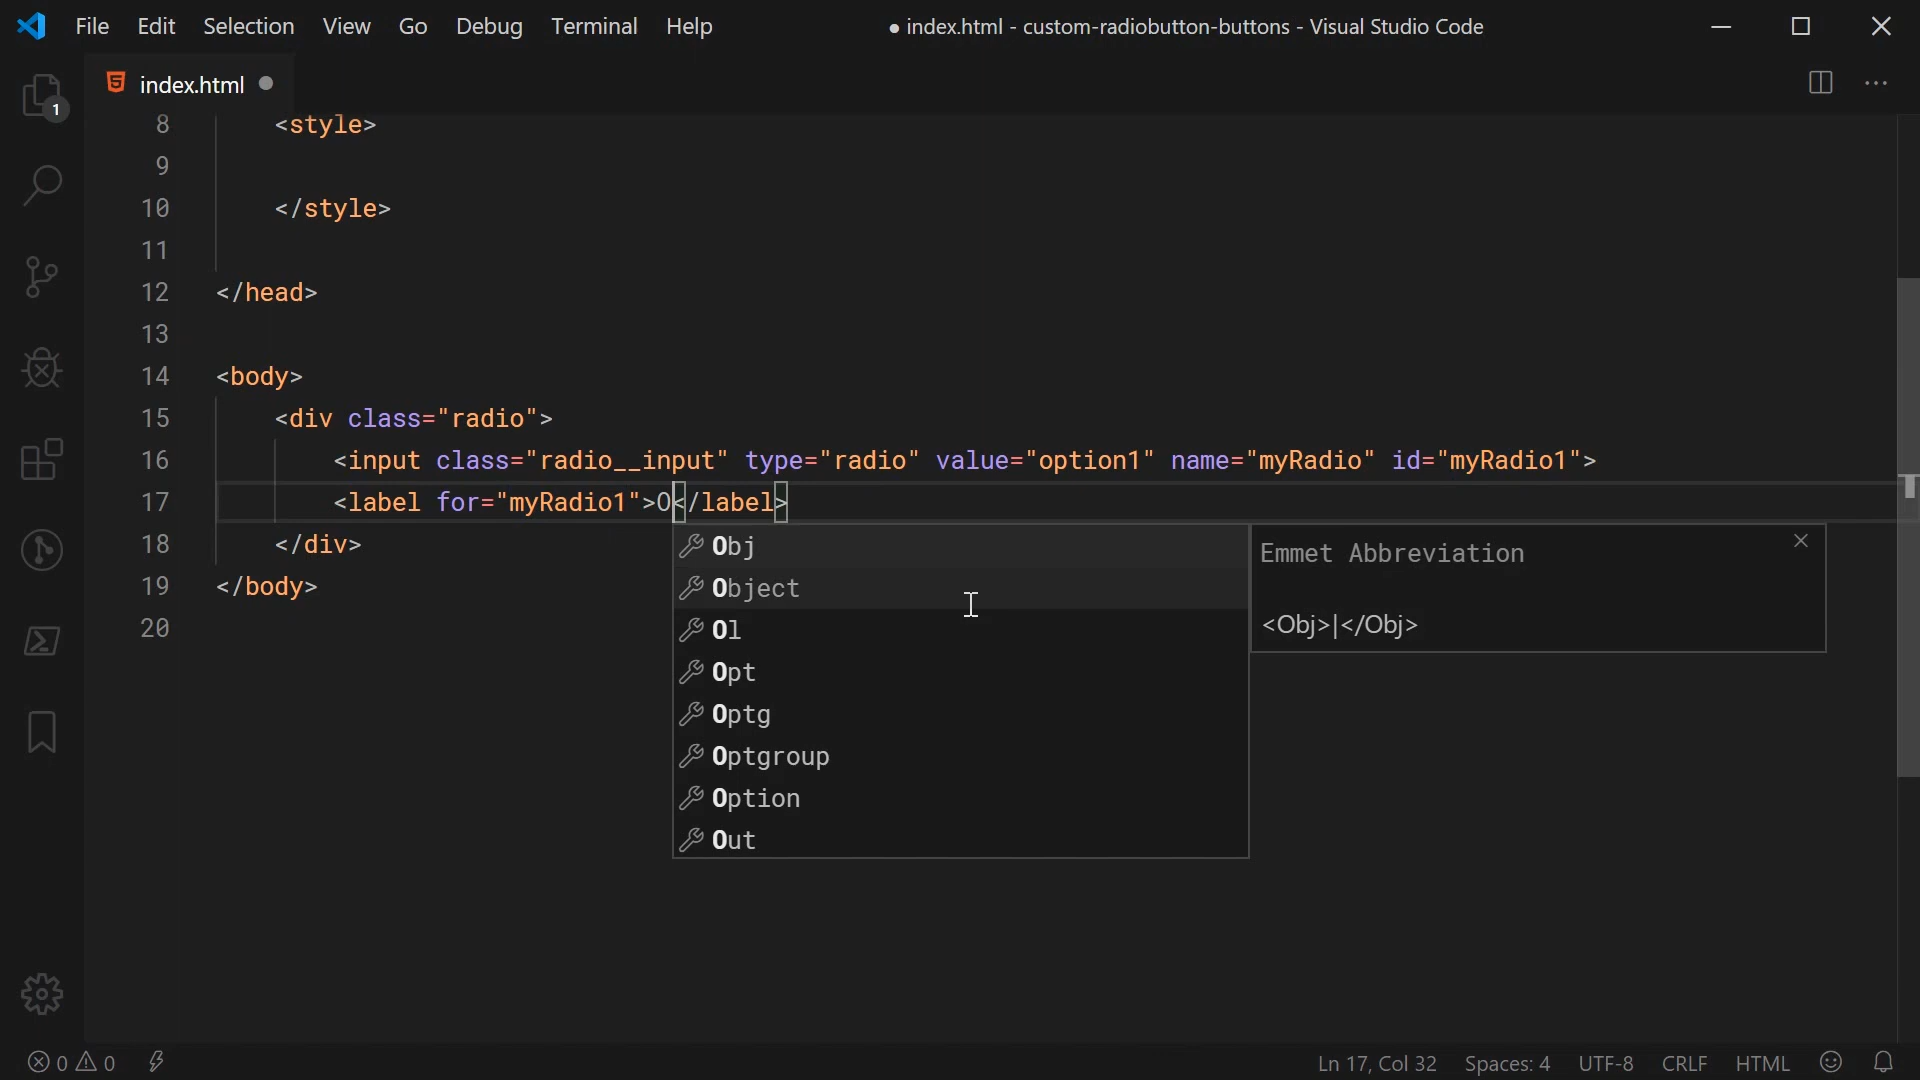 File Edit Selection View Go Debug Terminal Help
● index.html - custom-radiobutton-buttons - Visual Studio Code
1
index.html
8 <style>
9
10 </style>
11
12 </head>
13
14 <body>
15 <div class="radio">
16 <input class="radio__input" type="radio" value="option1" name="myRadio" id="myRadio1">
17 <label for="myRadio1">O</label>
18 </div>
19 </body>
20
Obj
Object
Ol
Opt
Optg
Optgroup
Option
Out
Emmet Abbreviation
<Obj>|</Obj>
0 0
Ln 17, Col 32 Spaces: 4 UTF-8 CRLF HTML